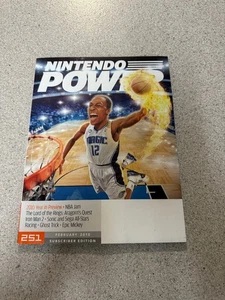 NINTENDO
POWER
MAGIC
12
2010 Year in Preview • NBA Jam
The Lord of the Rings: Aragorn's Quest
Iron Man 2 • Sonic and Sega All-Stars
Racing • Ghost Trick • Epic Mickey
251
FEBRUARY 2010
SUBSCRIBER EDITION